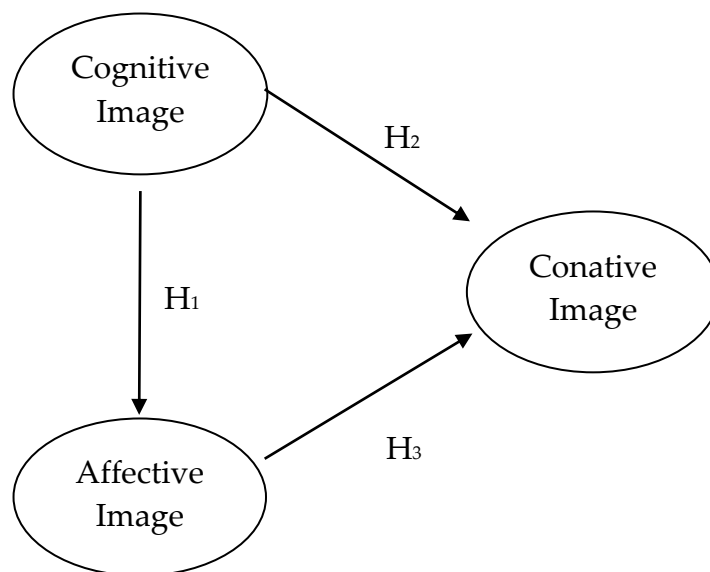 Cognitive
Image
H₂
Conative
Image
H₁
H₃
Affective
Image